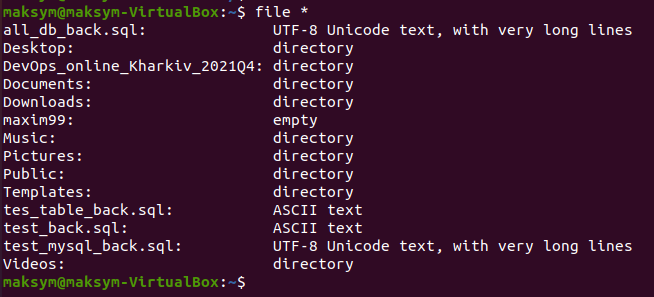 maksym@maksym-VirtualBox:~$ file *
all_db_back.sql: UTF-8 Unicode text, with very long lines
Desktop: directory
DevOps_online_Kharkiv_2021Q4: directory
Documents: directory
Downloads: directory
maxim99: empty
Music: directory
Pictures: directory
Public: directory
Templates: directory
tes_table_back.sql: ASCII text
test_back.sql: ASCII text
test_mysql_back.sql: UTF-8 Unicode text, with very long lines
Videos: directory
maksym@maksym-VirtualBox:~$